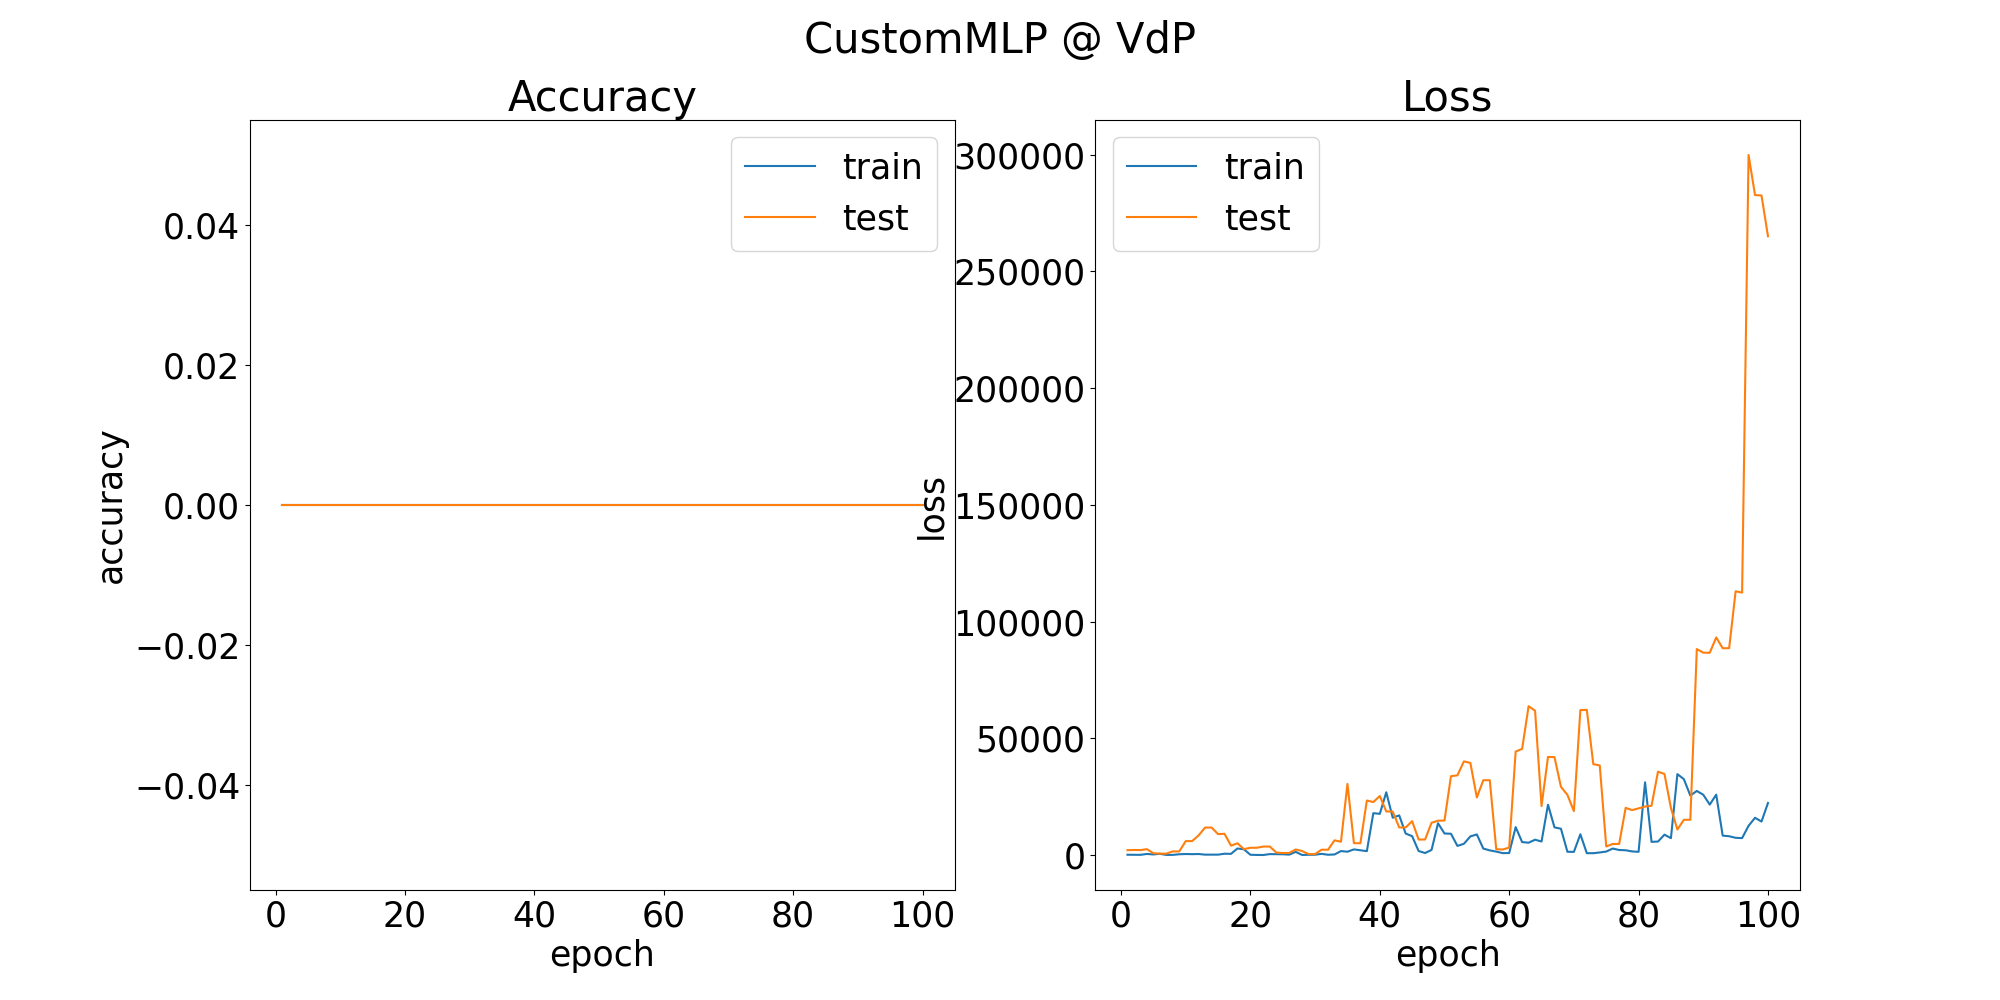 CustomMLP @ VdP
Accuracy
train
test
0.04
0.02
0.00
−0.02
−0.04
accuracy
0 20 40 60 80 100
epoch
Loss
train
test
300000
250000
200000
150000
100000
50000
0
loss
0 20 40 60 80 100
epoch